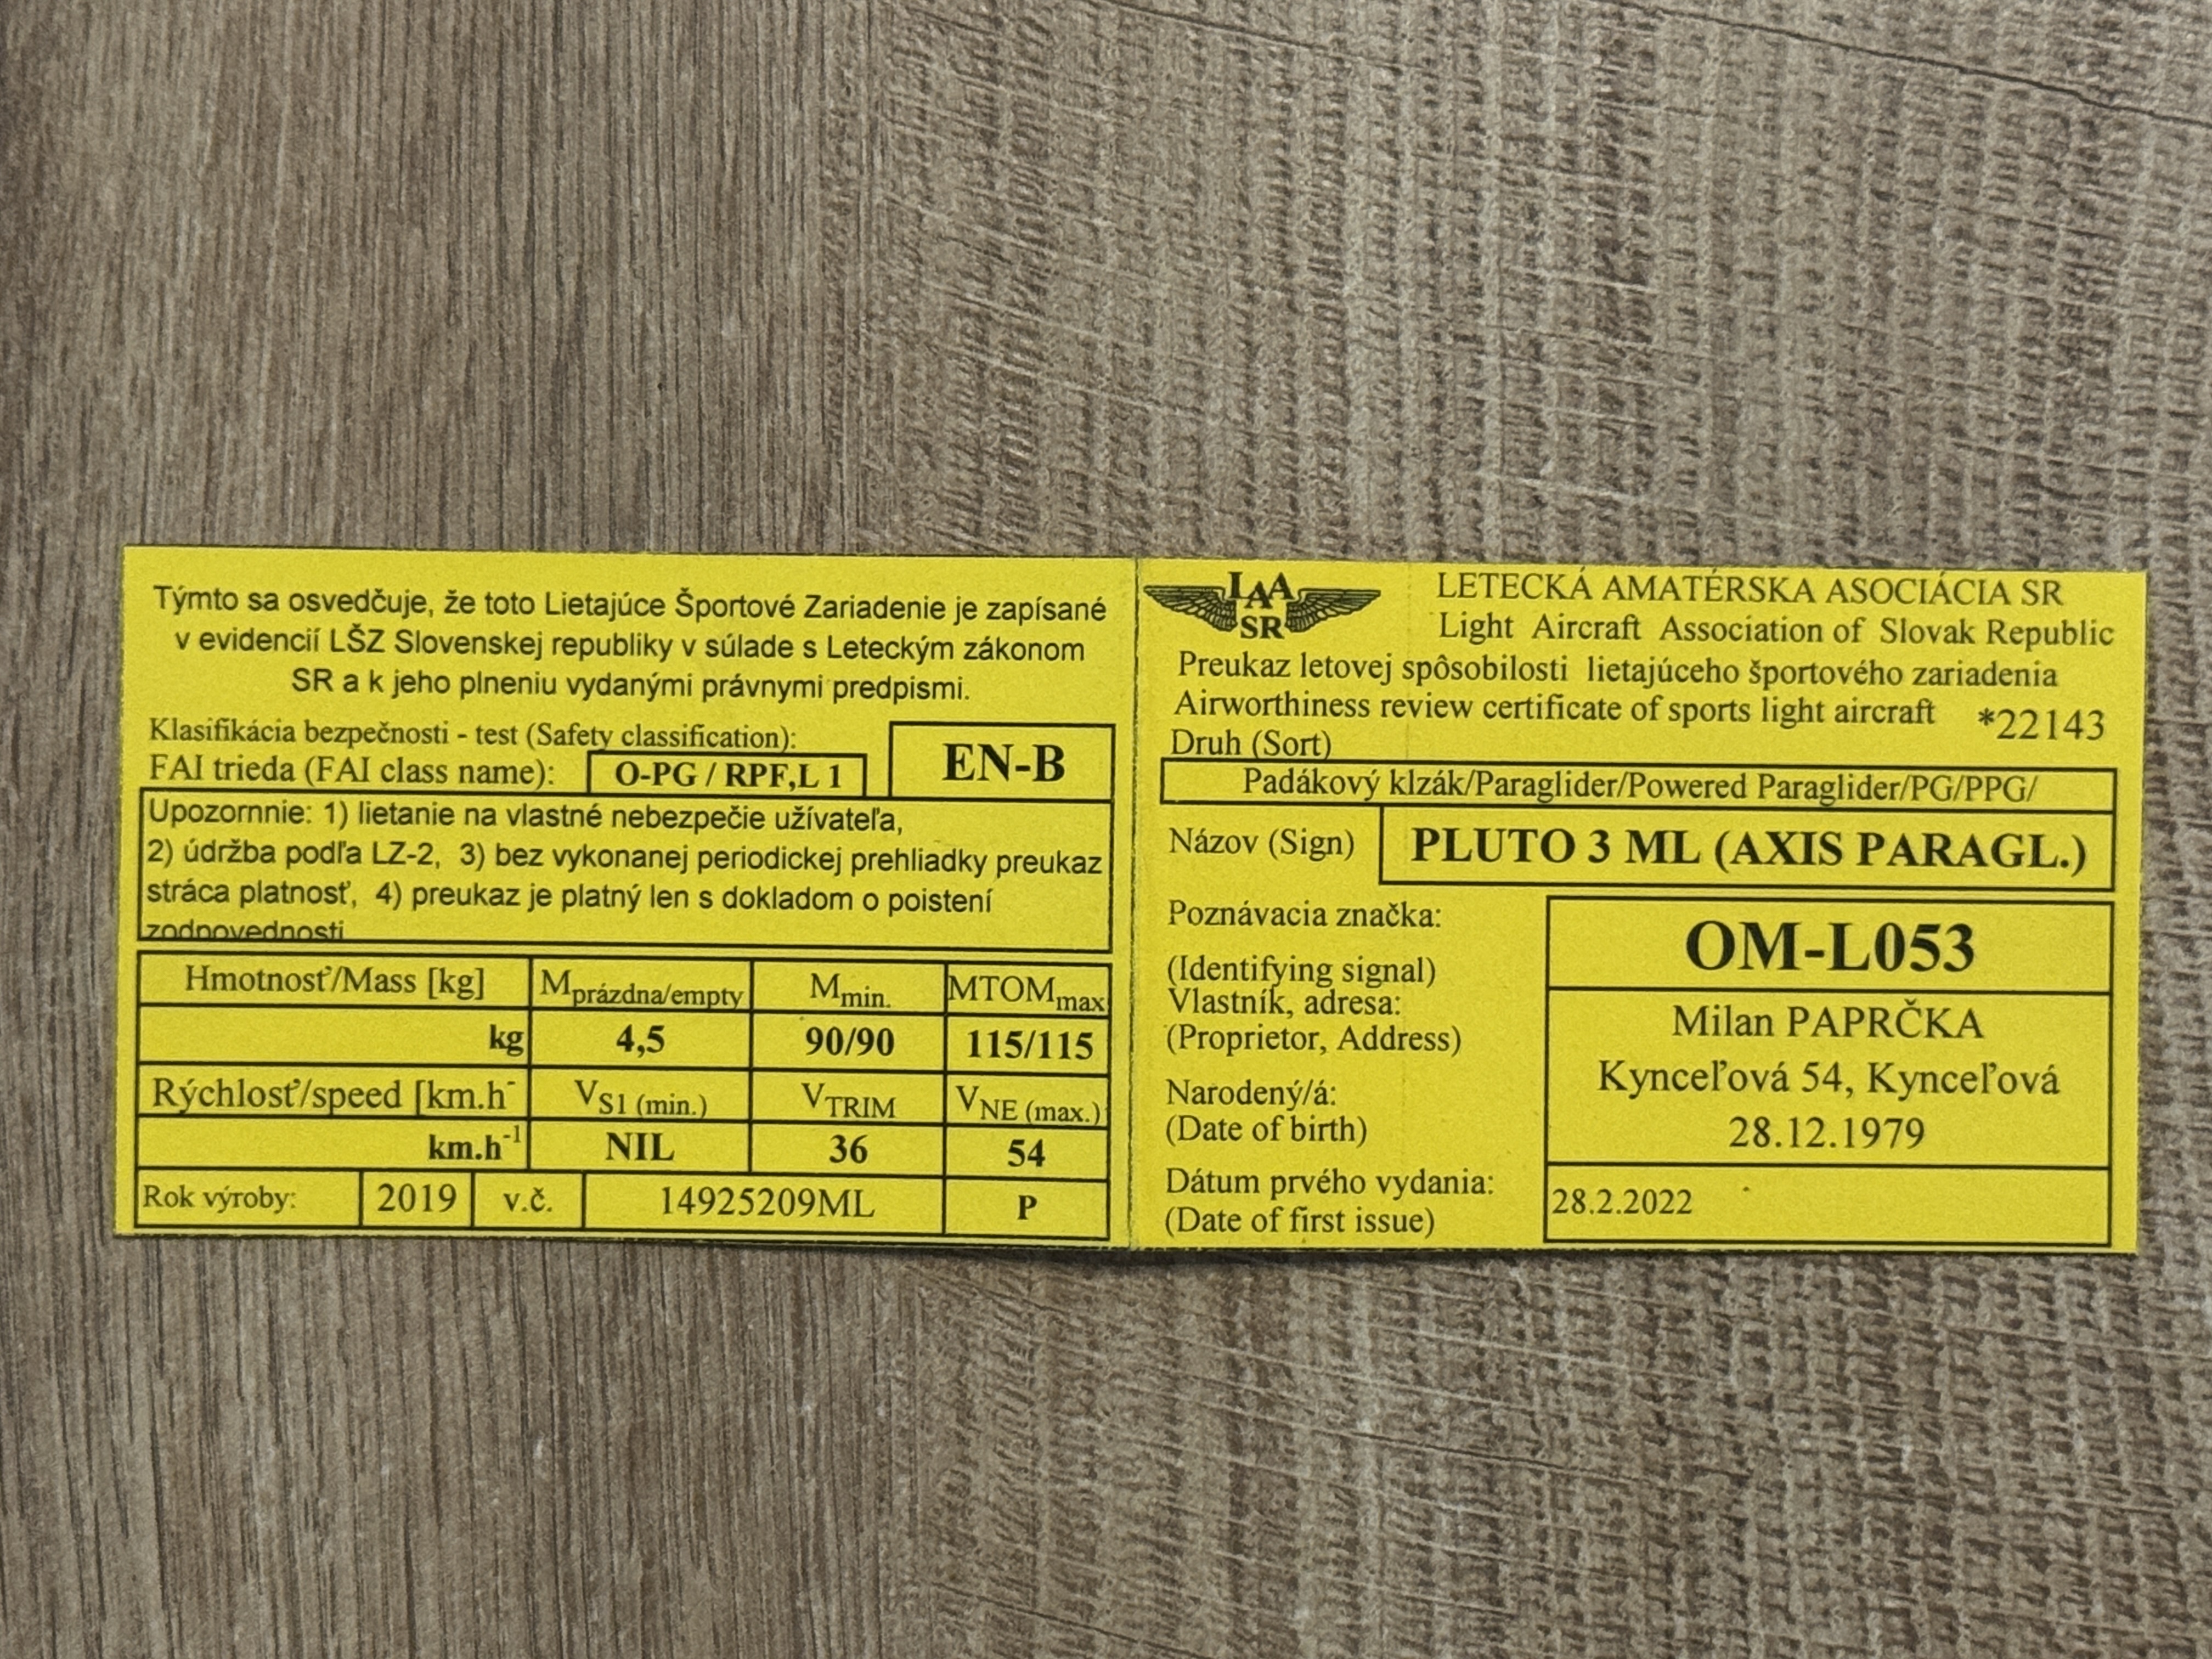 Týmto sa osvedčuje, že toto Lietajúce Športové Zariadenie je zapísané
v evidencií LŠZ Slovenskej republiky v súlade s Leteckým zákonom
SR a k jeho plneniu vydanými právnymi predpismi.
Klasifikácia bezpečnosti - test (Safety classification):
EN-B
FAI trieda (FAI class name): O-PG / RPF,L 1
Upozornnie: 1) lietanie na vlastné nebezpečie užívateľa,
2) údržba podľa LZ-2, 3) bez vykonanej periodickej prehliadky preukaz
stráca platnosť, 4) preukaz je platný len s dokladom o poistení
zodpovednosti
Hmotnosť/Mass [kg] Mprázdna/empty Mmin. MTOMmax
kg 4,5 90/90 115/115
Rýchlosť/speed [km.h- VS1 (min.) VTRIM VNE (max.)
km.h-1 NIL 36 54
Rok výroby: 2019 v.č. 14925209ML P
LAA
SR
LETECKÁ AMATÉRSKA ASOCIÁCIA SR
Light Aircraft Association of Slovak Republic
Preukaz letovej spôsobilosti lietajúceho športového zariadenia
Airworthiness review certificate of sports light aircraft *22143
Druh (Sort)
Padákový klzák/Paraglider/Powered Paraglider/PG/PPG/
Názov (Sign) PLUTO 3 ML (AXIS PARAGL.)
Poznávacia značka:
(Identifying signal)
OM-L053
Vlastník, adresa:
(Proprietor, Address)
Milan PAPRČKA
Kynceľová 54, Kynceľová
Narodený/á:
(Date of birth)
28.12.1979
Dátum prvého vydania:
(Date of first issue)
28.2.2022